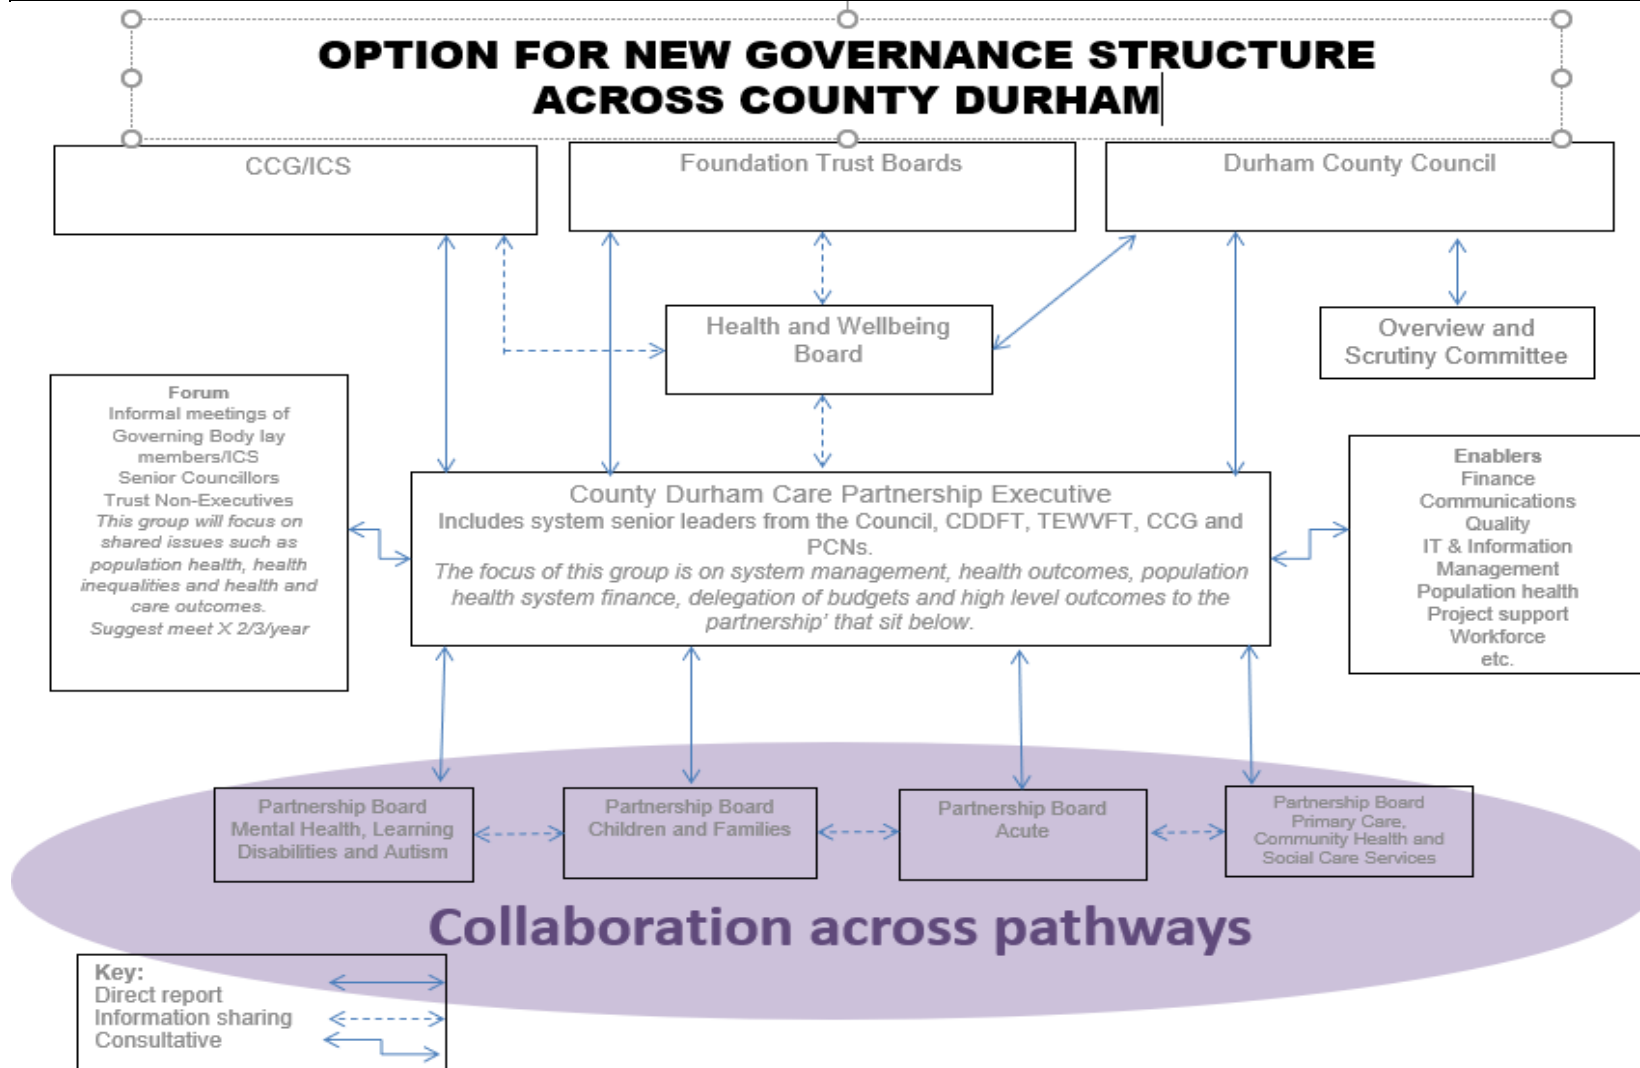 OPTION FOR NEW GOVERNANCE STRUCTURE
ACROSS COUNTY DURHAM
CCG/ICS
Foundation Trust Boards
Durham County Council
Health and Wellbeing
Board
Overview and
Scrutiny Committee
Forum
Informal meetings of
Governing Body lay
members/ICS
Senior Councillors
Trust Non-Executives
This group will focus on
shared issues such as
population health, health
inequalities and health and
care outcomes.
Suggest meet X 2/3/year
County Durham Care Partnership Executive
Includes system senior leaders from the Council, CDDFT, TEWVFT, CCG and
PCNs.
The focus of this group is on system management, health outcomes, population
health system finance, delegation of budgets and high level outcomes to the
partnership' that sit below.
Enablers
Finance
Communications
Quality
IT & Information
Management
Population health
Project support
Workforce
etc.
Partnership Board
Mental Health, Learning
Disabilities and Autism
Partnership Board
Children and Families
Partnership Board
Acute
Partnership Board
Primary Care,
Community Health and
Social Care Services
Collaboration across pathways
Key:
Direct report
Information sharing
Consultative